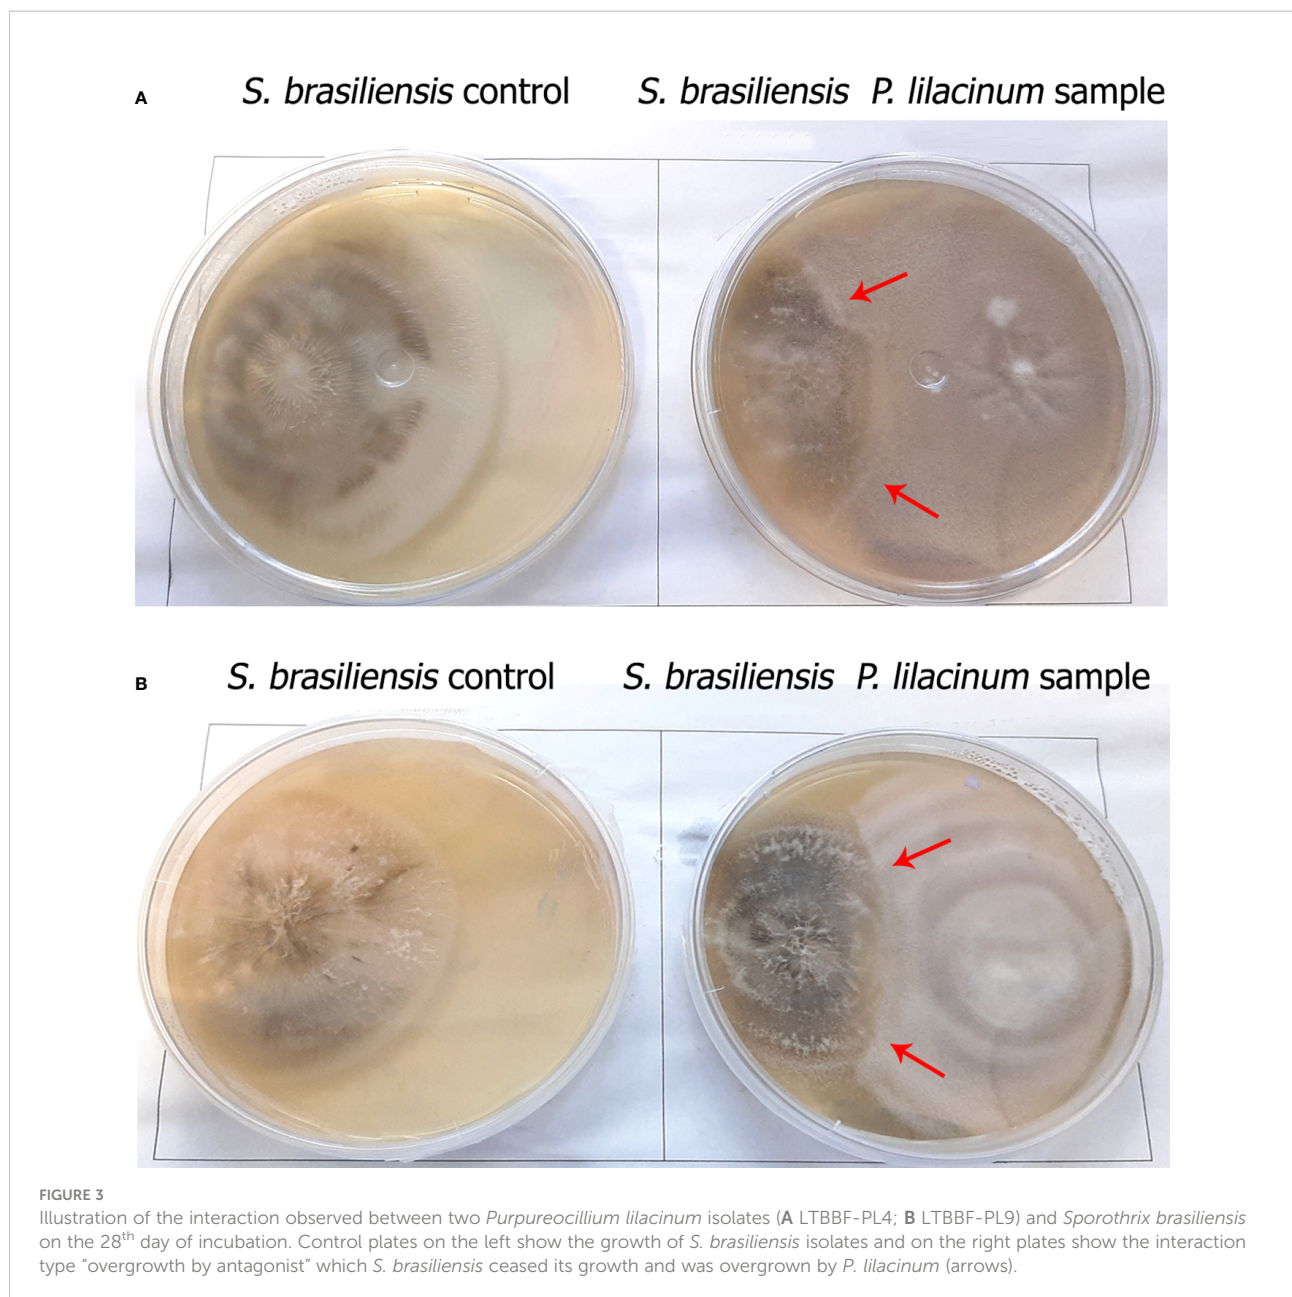 A
S. brasiliensis control
S. brasiliensis P. lilacinum sample
B
S. brasiliensis control
S. brasiliensis P. lilacinum sample
FIGURE 3
Illustration of the interaction observed between two Purpureocillium lilacinum isolates (A LTBBF-PL4; B LTBBF-PL9) and Sporothrix brasiliensis
on the 28th day of incubation. Control plates on the left show the growth of S. brasiliensis isolates and on the right plates show the interaction
type "overgrowth by antagonist" which S. brasiliensis ceased its growth and was overgrown by P. lilacinum (arrows).